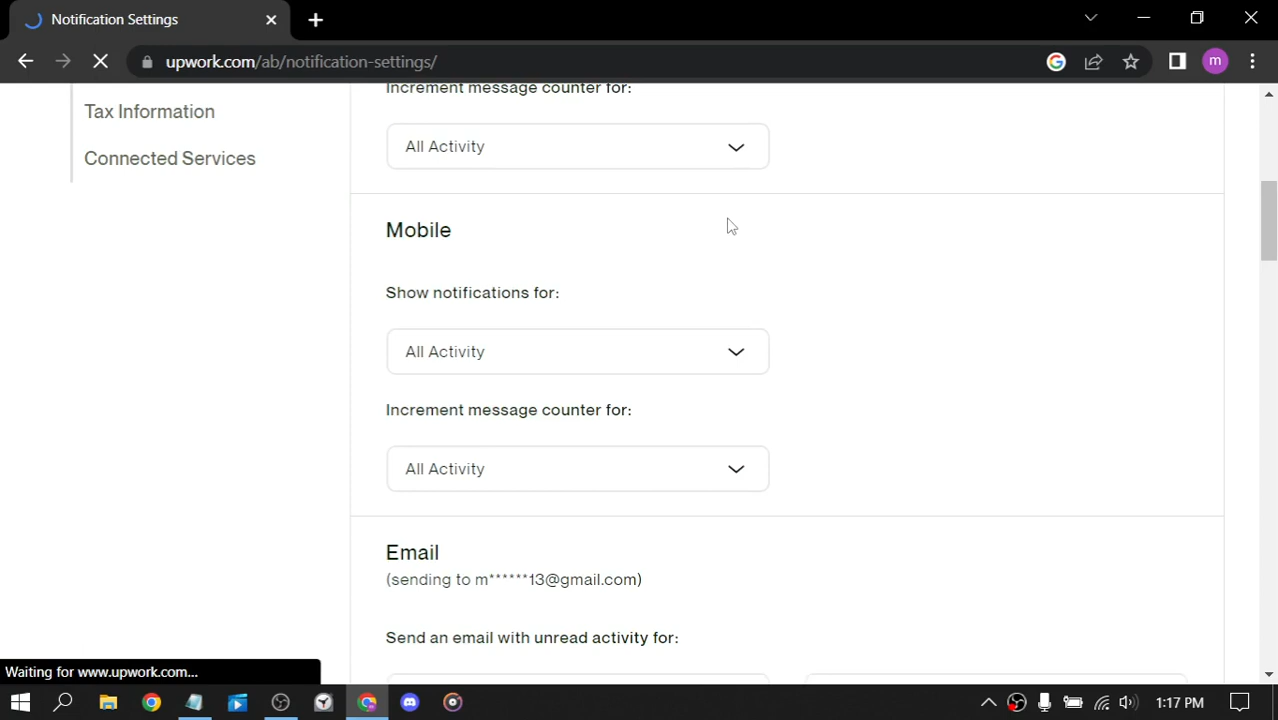 Notification Settings
upwork.com/ab/notification-settings/
m
Tax Information
Connected Services
Increment message counter for:
All Activity
Mobile
Show notifications for:
All Activity
Increment message counter for:
All Activity
Email
(sending to m******13@gmail.com)
Send an email with unread activity for:
Waiting for www.upwork.com...
1:17 PM